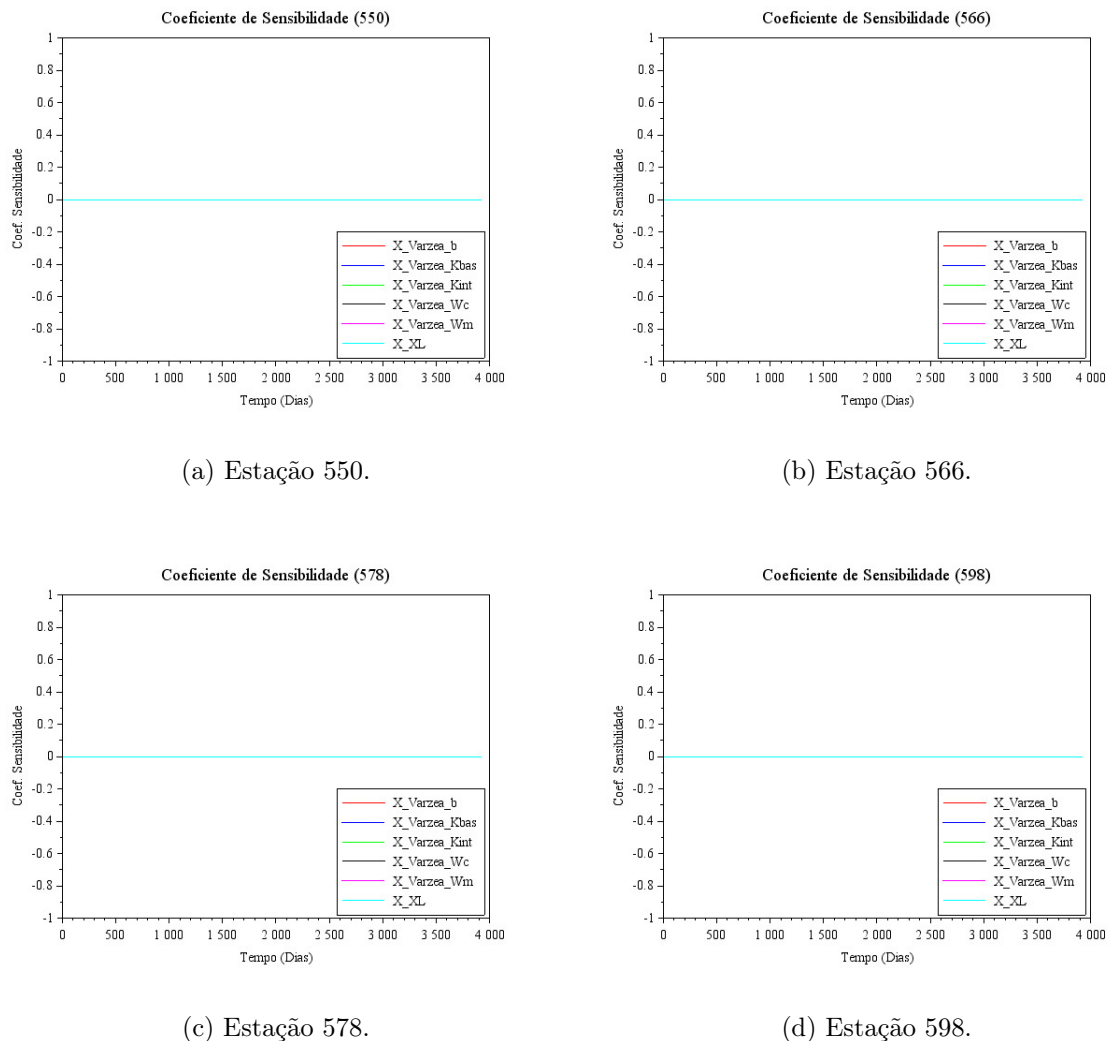 Coeficiente de Sensibilidade (550)
1
0.8
0.6
0.4
0.2
0
-0.2
-0.4
-0.6
-0.8
-1
Coef. Sensibilidade
X_Varzea_b
X_Varzea_Kbas
X_Varzea_Kint
X_Varzea_Wc
X_Varzea_Wm
X_XL
0 500 1 000 1 500 2 000 2 500 3 000 3 500 4 000
Tempo (Dias)
(a) Estação 550.
Coeficiente de Sensibilidade (566)
1
0.8
0.6
0.4
0.2
0
-0.2
-0.4
-0.6
-0.8
-1
Coef. Sensibilidade
X_Varzea_b
X_Varzea_Kbas
X_Varzea_Kint
X_Varzea_Wc
X_Varzea_Wm
X_XL
0 500 1 000 1 500 2 000 2 500 3 000 3 500 4 000
Tempo (Dias)
(b) Estação 566.
Coeficiente de Sensibilidade (578)
1
0.8
0.6
0.4
0.2
0
-0.2
-0.4
-0.6
-0.8
-1
Coef. Sensibilidade
X_Varzea_b
X_Varzea_Kbas
X_Varzea_Kint
X_Varzea_Wc
X_Varzea_Wm
X_XL
0 500 1 000 1 500 2 000 2 500 3 000 3 500 4 000
Tempo (Dias)
(c) Estação 578.
Coeficiente de Sensibilidade (598)
1
0.8
0.6
0.4
0.2
0
-0.2
-0.4
-0.6
-0.8
-1
Coef. Sensibilidade
X_Varzea_b
X_Varzea_Kbas
X_Varzea_Kint
X_Varzea_Wc
X_Varzea_Wm
X_XL
0 500 1 000 1 500 2 000 2 500 3 000 3 500 4 000
Tempo (Dias)
(d) Estação 598.